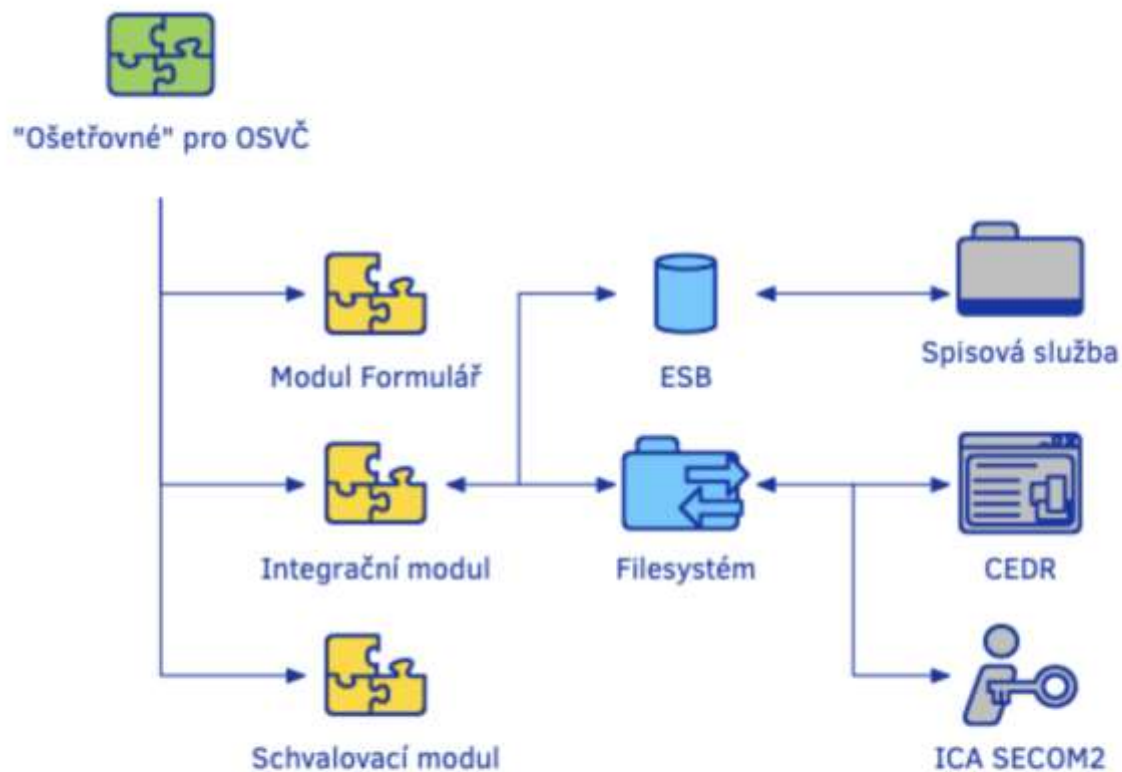 "Ošetřovné" pro OSVČ
Modul Formulář
ESB
Spisová služba
Integrační modul
Filesystém
CEDR
Schvalovací modul
ICA SECOM2